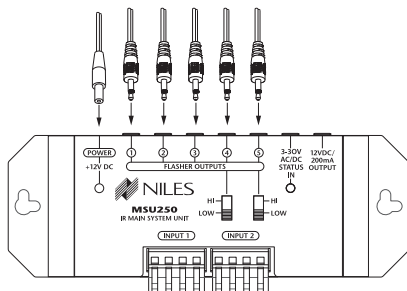 POWER
+12V DC
1 2 3 4 5
FLASHER OUTPUTS
3-30V
AC/DC
STATUS
IN
12VDC/
200mA
OUTPUT
NILES
MSU250
IR MAIN SYSTEM UNIT
HI
LOW
HI
LOW
INPUT 1
INPUT 2